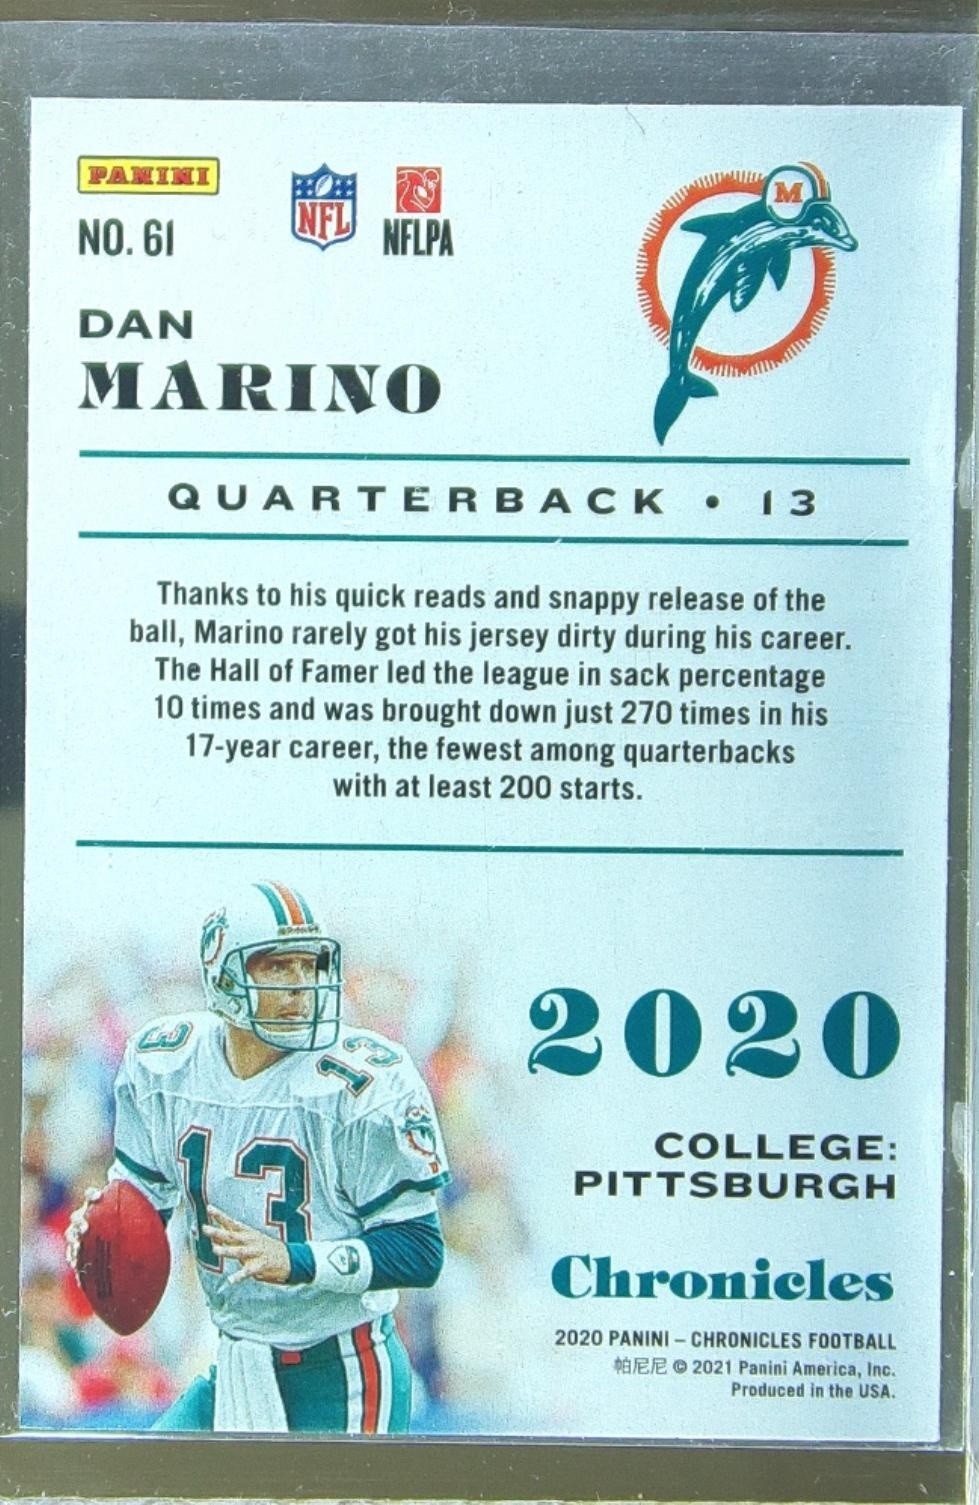 PANINI
NO. 61
NFL
NFLPA
M
DAN
MARINO
QUARTERBACK • 13
Thanks to his quick reads and snappy release of the
ball, Marino rarely got his jersey dirty during his career.
The Hall of Famer led the league in sack percentage
10 times and was brought down just 270 times in his
17-year career, the fewest among quarterbacks
with at least 200 starts.
13
13
13
2020
COLLEGE:
PITTSBURGH
Chronicles
2020 PANINI – CHRONICLES FOOTBALL
帕尼尼 © 2021 Panini America, Inc.
Produced in the USA.